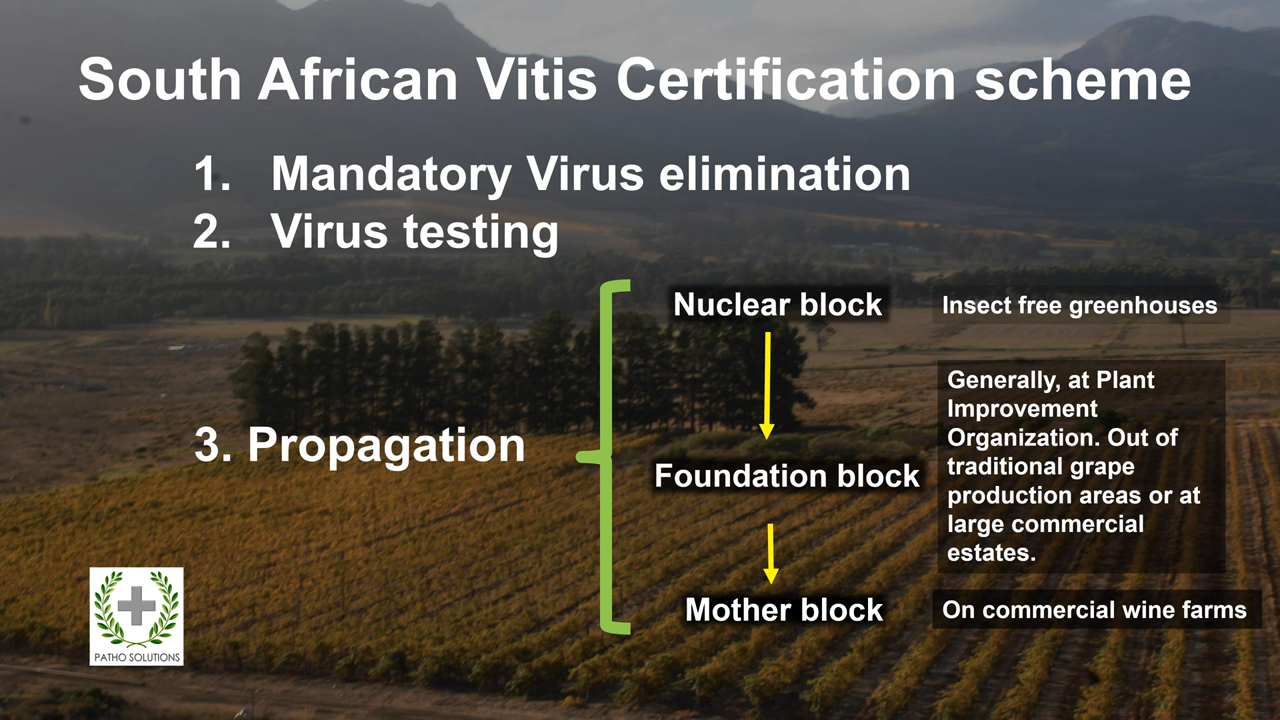 South African Vitis Certification scheme
1. Mandatory Virus elimination
2. Virus testing
3. Propagation
Nuclear block
Insect free greenhouses
Foundation block
Generally, at Plant
Improvement
Organization. Out of
traditional grape
production areas or at
large commercial
estates.
Mother block
On commercial wine farms
PATHO SOLUTIONS